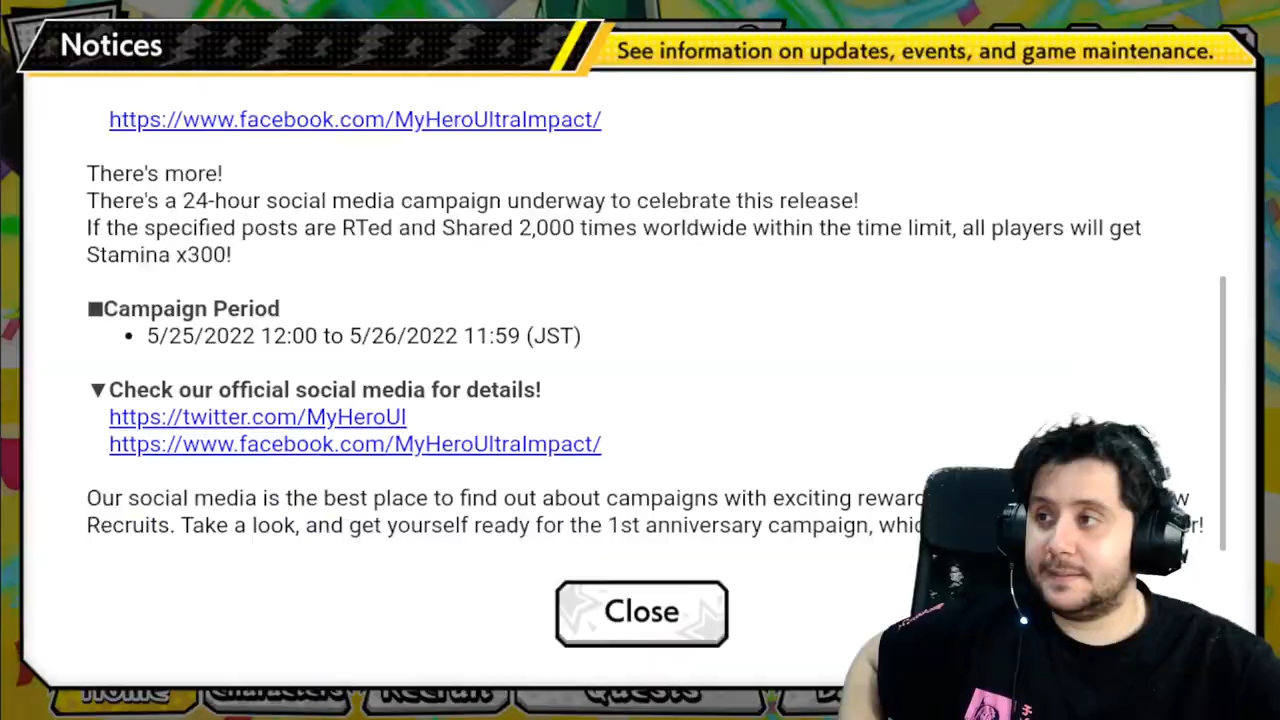 Notices
See information on updates, events, and game maintenance.
https://www.facebook.com/MyHeroUltraImpact/
There's more!
There's a 24-hour social media campaign underway to celebrate this release!
If the specified posts are RTed and Shared 2,000 times worldwide within the time limit, all players will get
Stamina x300!
■Campaign Period
• 5/25/2022 12:00 to 5/26/2022 11:59 (JST)
▼Check our official social media for details!
https://twitter.com/MyHeroUI
https://www.facebook.com/MyHeroUltraImpact/
Our social media is the best place to find out about campaigns with exciting
Recruits. Take a look, and get yourself ready for the 1st anniversary campaign,
Close
Home Characters Recruit Quests